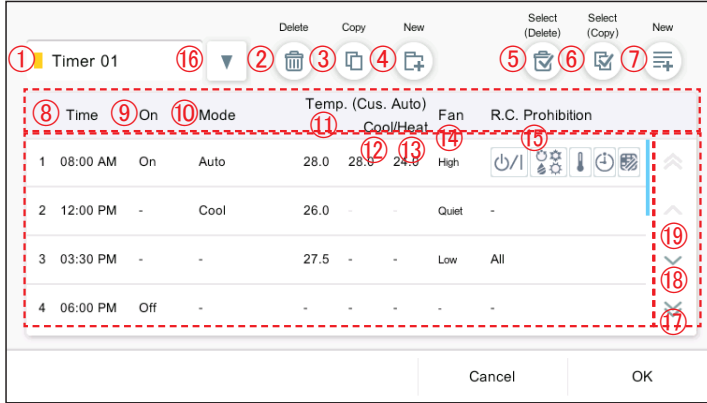 Delete Copy New Select (Delete) Select (Copy) New
① Timer 01 ⑯ ▼ ② ③ ④ ⑤ ⑥ ⑦
⑧ Time ⑨ On ⑩ Mode Temp. (Cus. Auto) Fan R.C. Prohibition
⑪ Cool/Heat
⑫ ⑬ ⑭ ⑮
1 08:00 AM On Auto 28.0 28.0 24.0 High
2 12:00 PM - Cool 26.0 - - Quiet -
⑲
3 03:30 PM - - 27.5 - - Low All
⑱
4 06:00 PM Off - - - - - -
⑰
Cancel OK